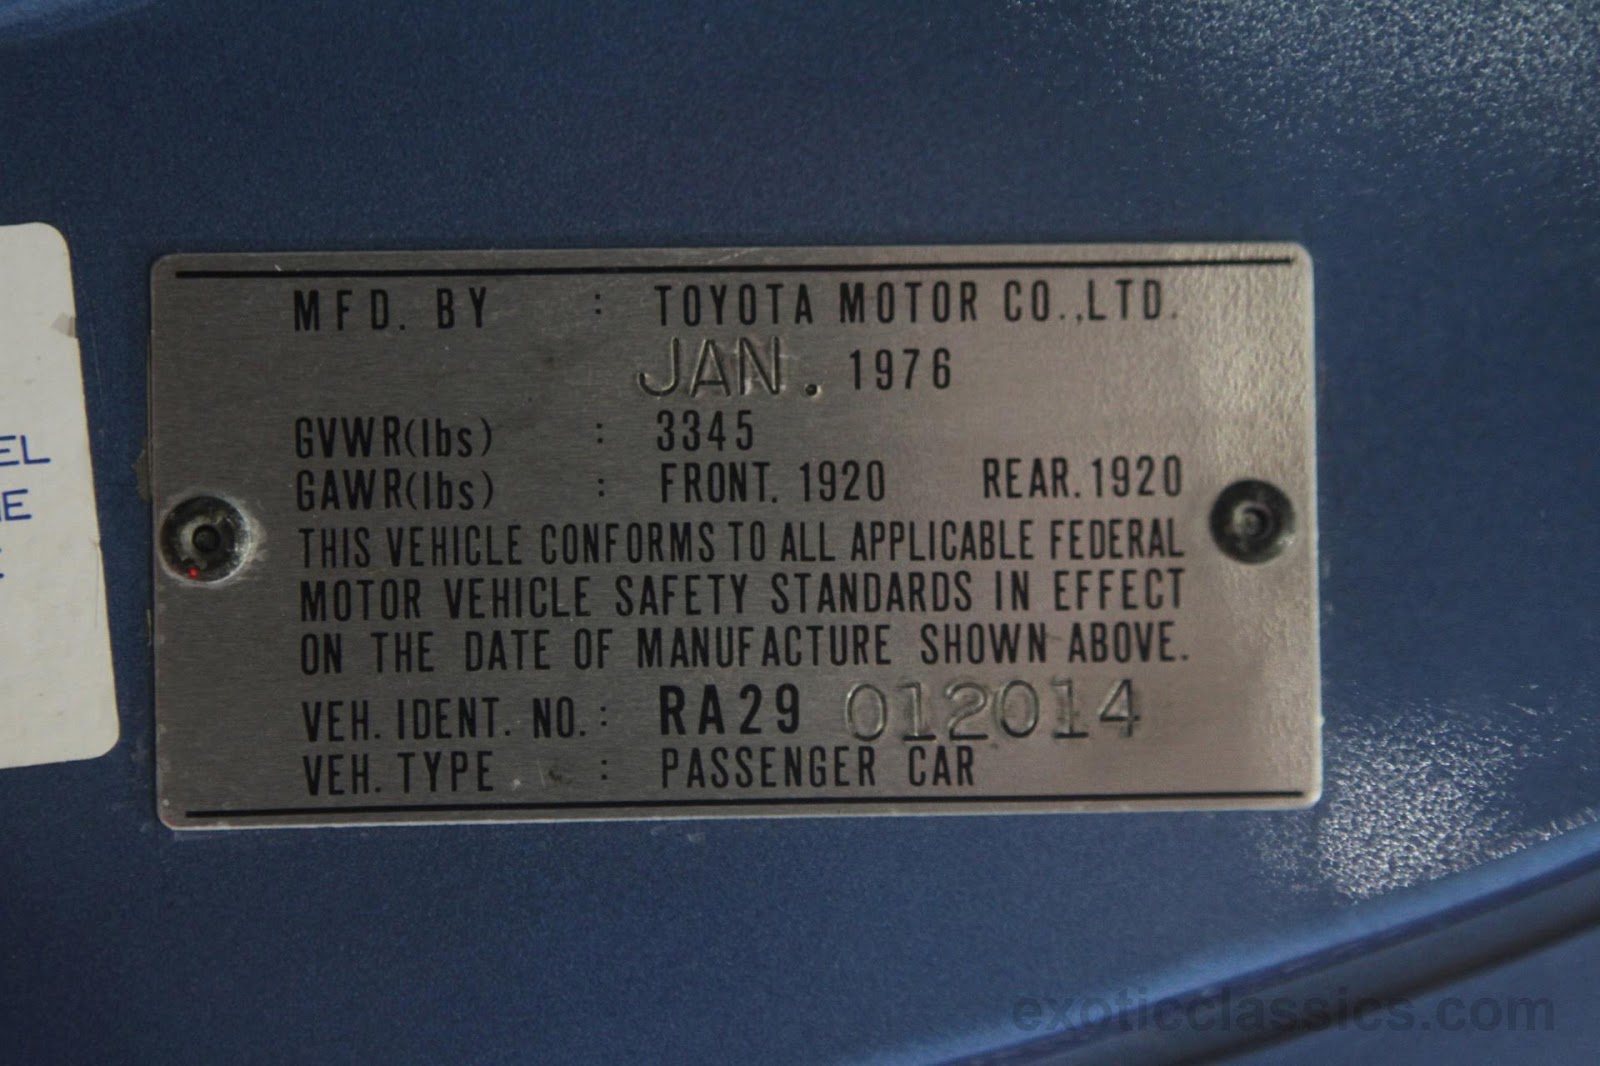 MFD. BY : TOYOTA MOTOR CO.,LTD.
JAN. 1976
GVWR(lbs) : 3345
GAWR(lbs) : FRONT. 1920 REAR. 1920
THIS VEHICLE CONFORMS TO ALL APPLICABLE FEDERAL
MOTOR VEHICLE SAFETY STANDARDS IN EFFECT
ON THE DATE OF MANUFACTURE SHOWN ABOVE.
VEH. IDENT. NO. : RA29 012014
VEH. TYPE : PASSENGER CAR
exoticclassics.com